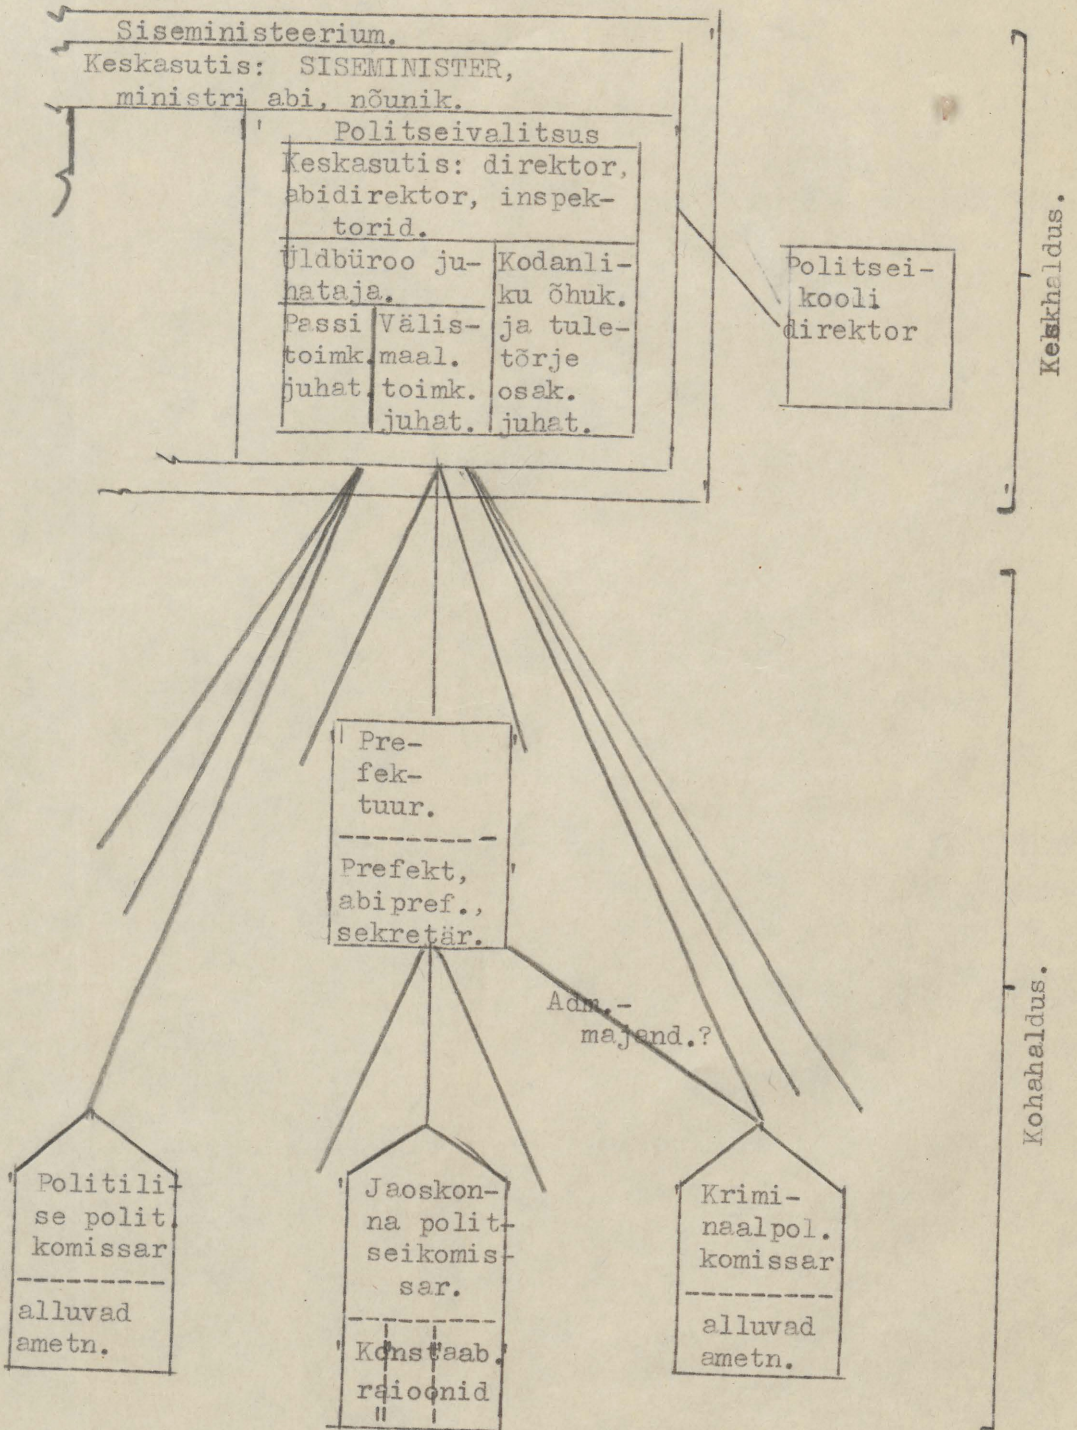 Siseministeerium.
Keskasutis: SISEMINISTER,
ministri abi, nõunik.
Politseivalitsus
Keskasutis: direktor,
abidirektor, inspek-
torid.
Üldbüroo ju-
hataja.
Passi
toimk.
juhat.
Välis-
maal.
toimk.
juhat.
Kodanli-
ku õhuk.
ja tule-
tõrje
osak.
juhat.
Politsei-
kooli
direktor
Keskhaldus.
Pre-
fek-
tuur.
Prefekt,
abipref.,
sekretär.
Adm.-
majand.?
Politili-
se polit.
komissar
alluvad
ametn.
Jaoskon-
na polit-
seikomis-
sar.
Konstaab.
raioonid
Krimi-
naalpol.
komissar
alluvad
ametn.
Kohahaldus.